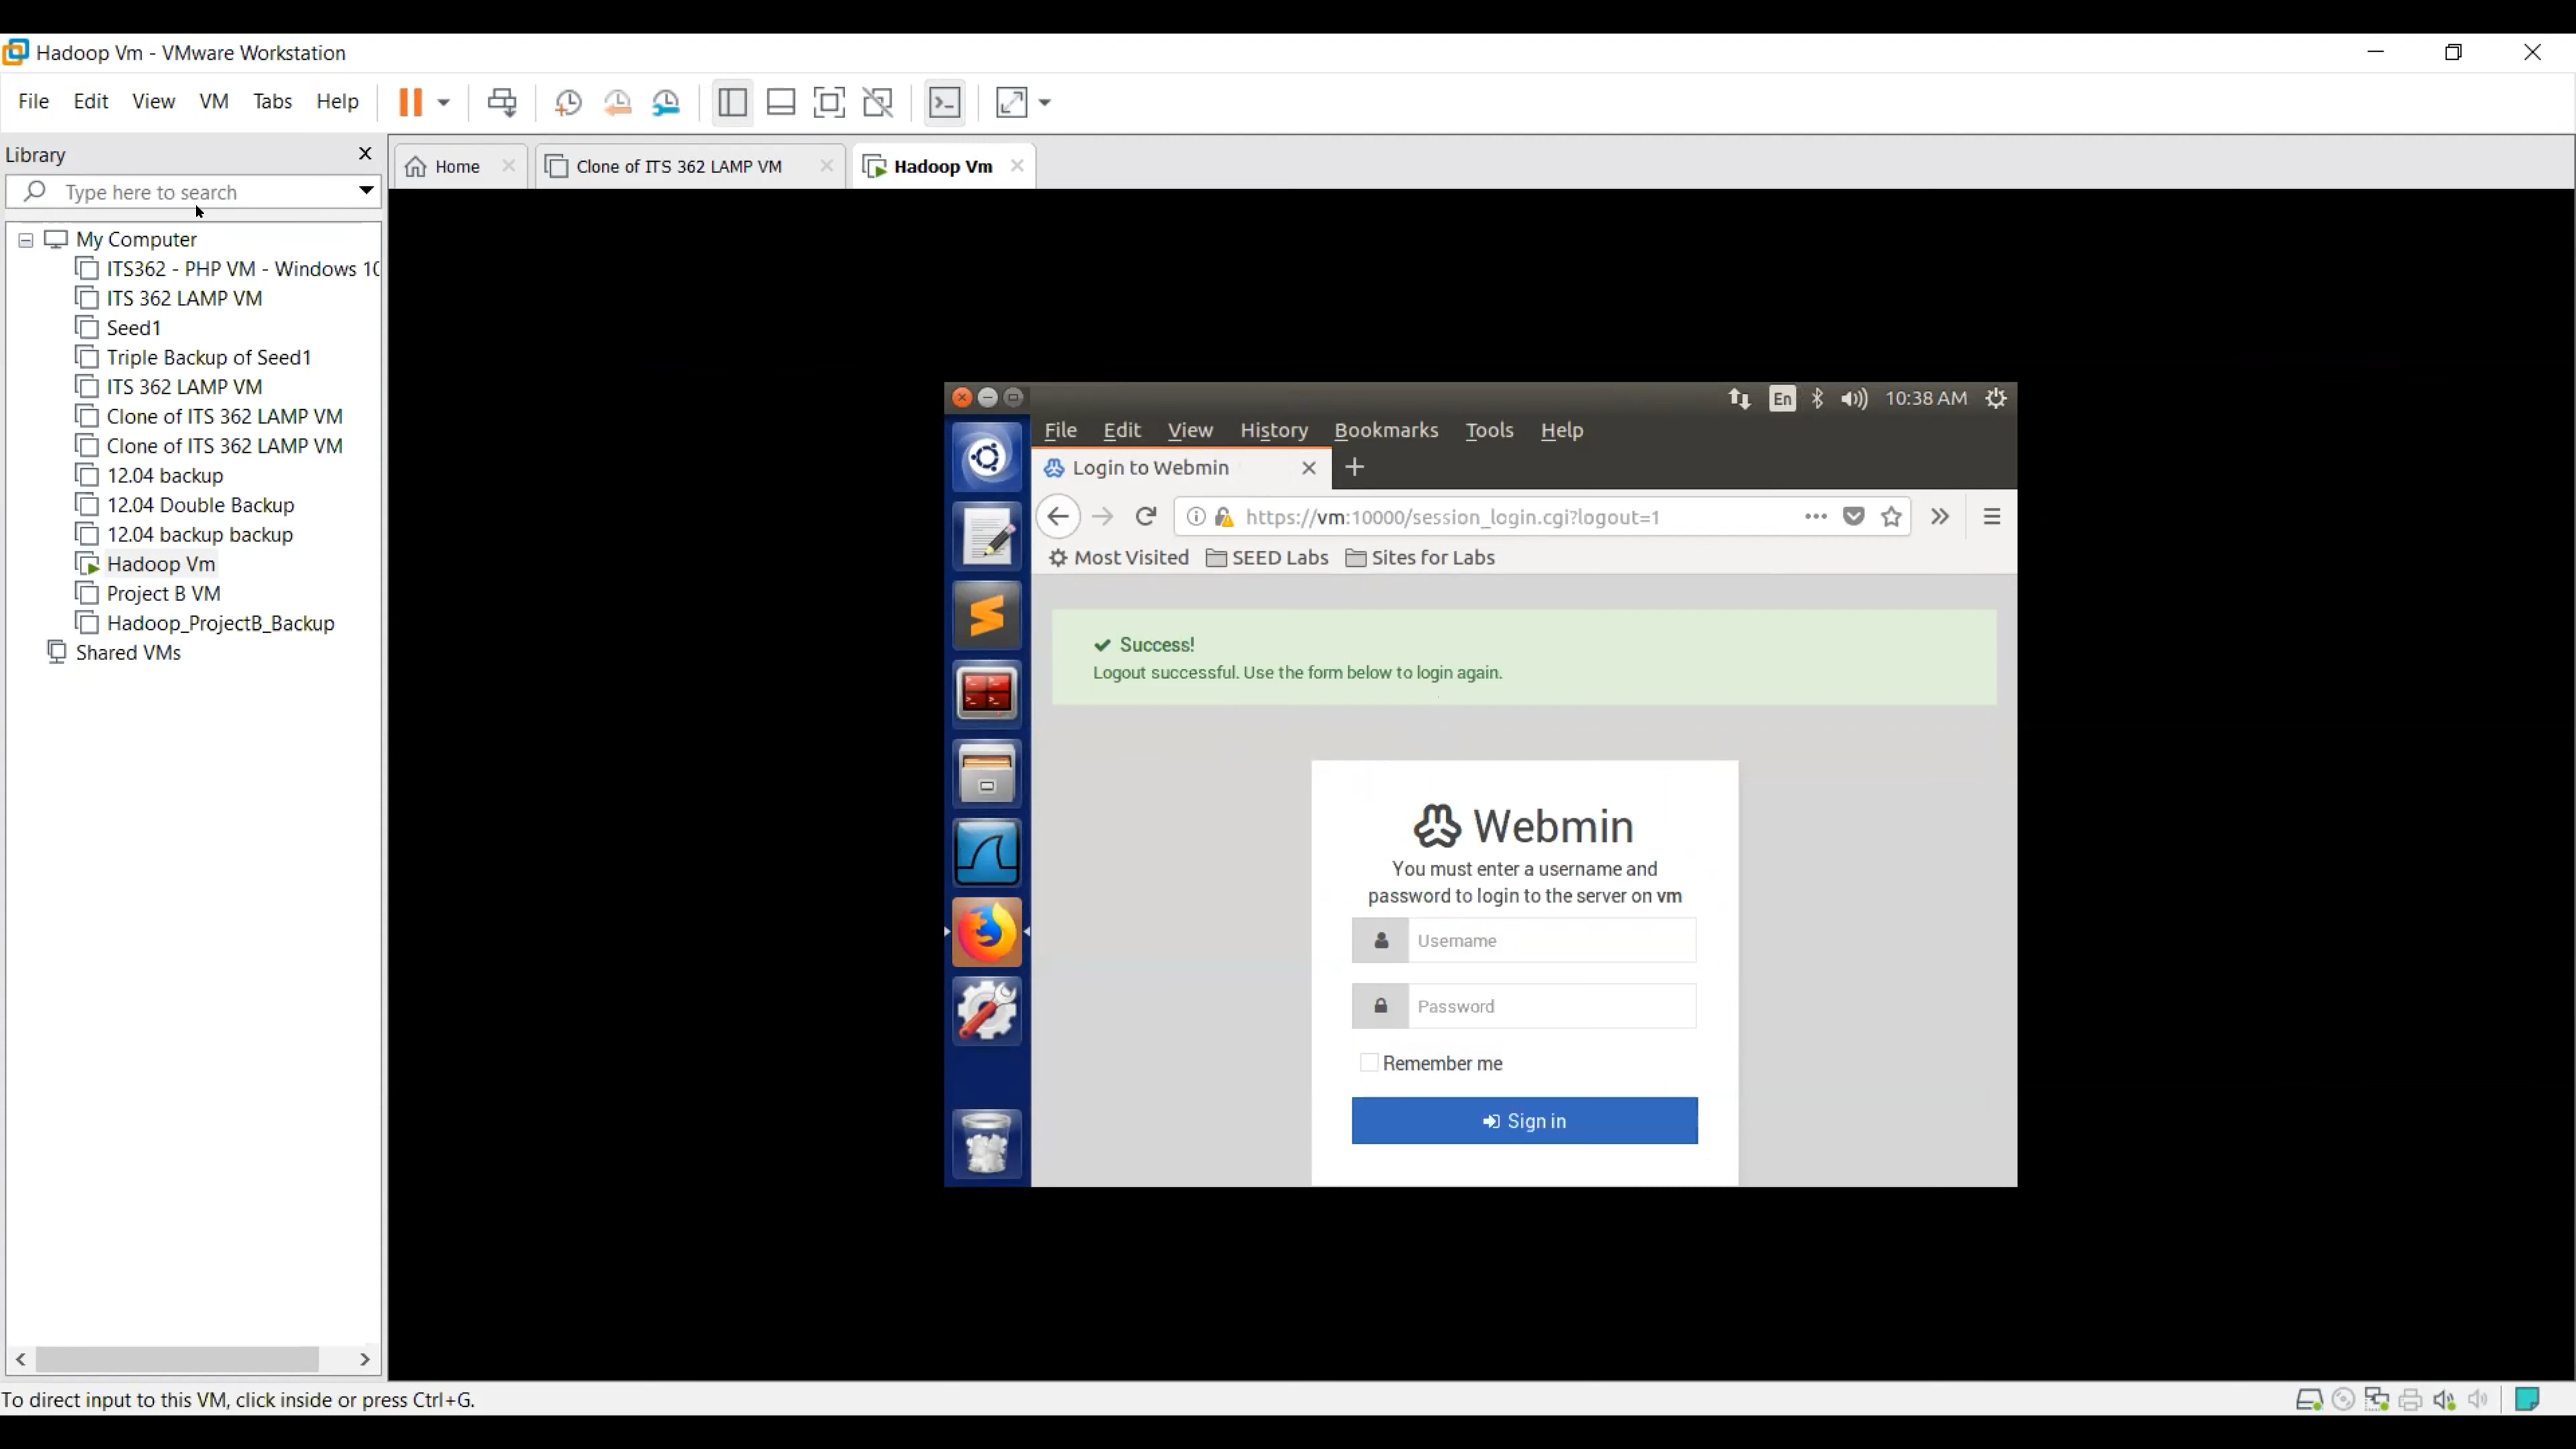 Hadoop Vm - VMware Workstation
File Edit View VM Tabs Help
Library
Type here to search
My Computer
ITS362 - PHP VM - Windows 10
ITS 362 LAMP VM
Seed1
Triple Backup of Seed1
ITS 362 LAMP VM
Clone of ITS 362 LAMP VM
Clone of ITS 362 LAMP VM
12.04 backup
12.04 Double Backup
12.04 backup backup
Hadoop Vm
Project B VM
Hadoop_ProjectB_Backup
Shared VMs
Home Clone of ITS 362 LAMP VM Hadoop Vm
En 10:38 AM
File Edit View History Bookmarks Tools Help
Login to Webmin
https://vm:10000/session_login.cgi?logout=1
Most Visited SEED Labs Sites for Labs
Success!
Logout successful. Use the form below to login again.
Webmin
You must enter a username and
password to login to the server on vm
Username
Password
Remember me
Sign in
To direct input to this VM, click inside or press Ctrl+G.